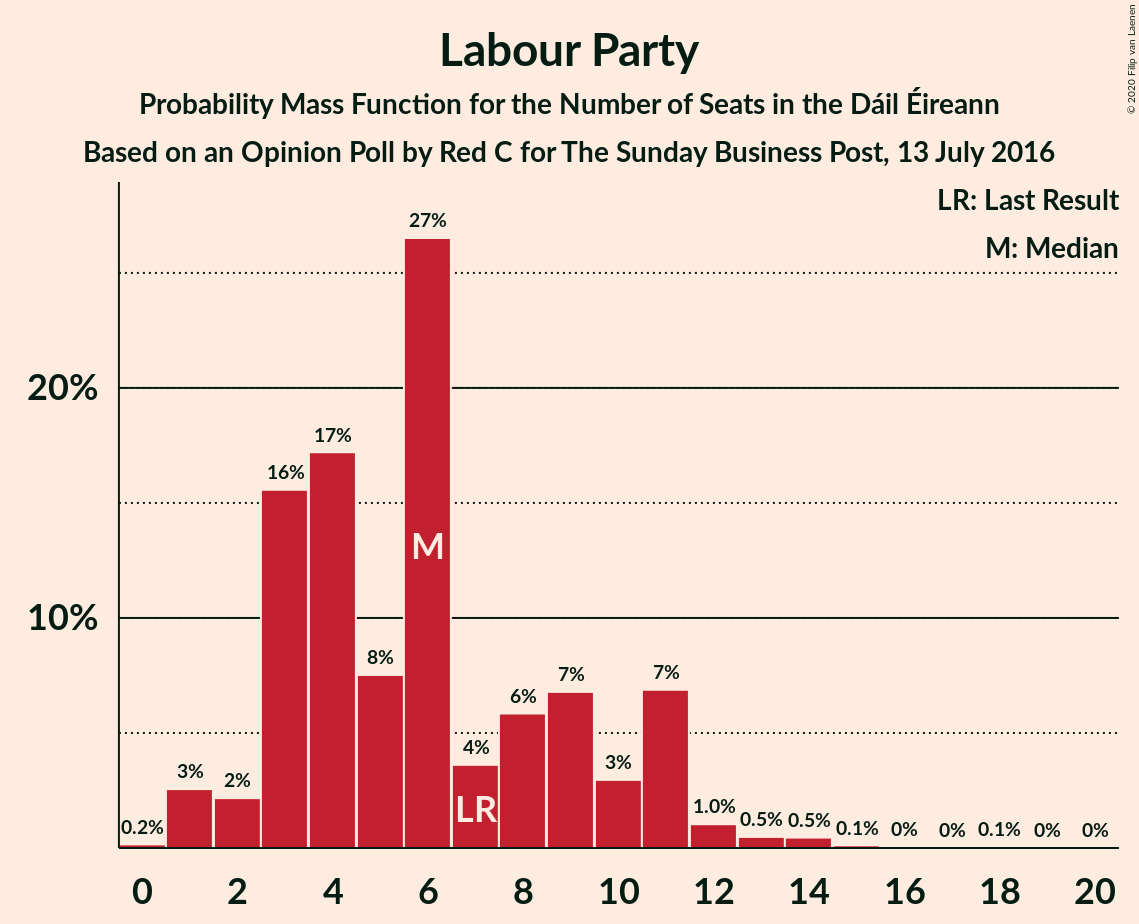 © 2020 Filip van Laenen
Labour Party
Probability Mass Function for the Number of Seats in the Dáil Éireann
Based on an Opinion Poll by Red C for The Sunday Business Post, 13 July 2016
LR: Last Result
M: Median
20%
10%
0.2%
3%
2%
16%
17%
8%
27%
4%
6%
7%
3%
7%
1.0%
0.5%
0.5%
0.1%
0%
0%
0.1%
0%
0%
M
LR
0 2 4 6 8 10 12 14 16 18 20